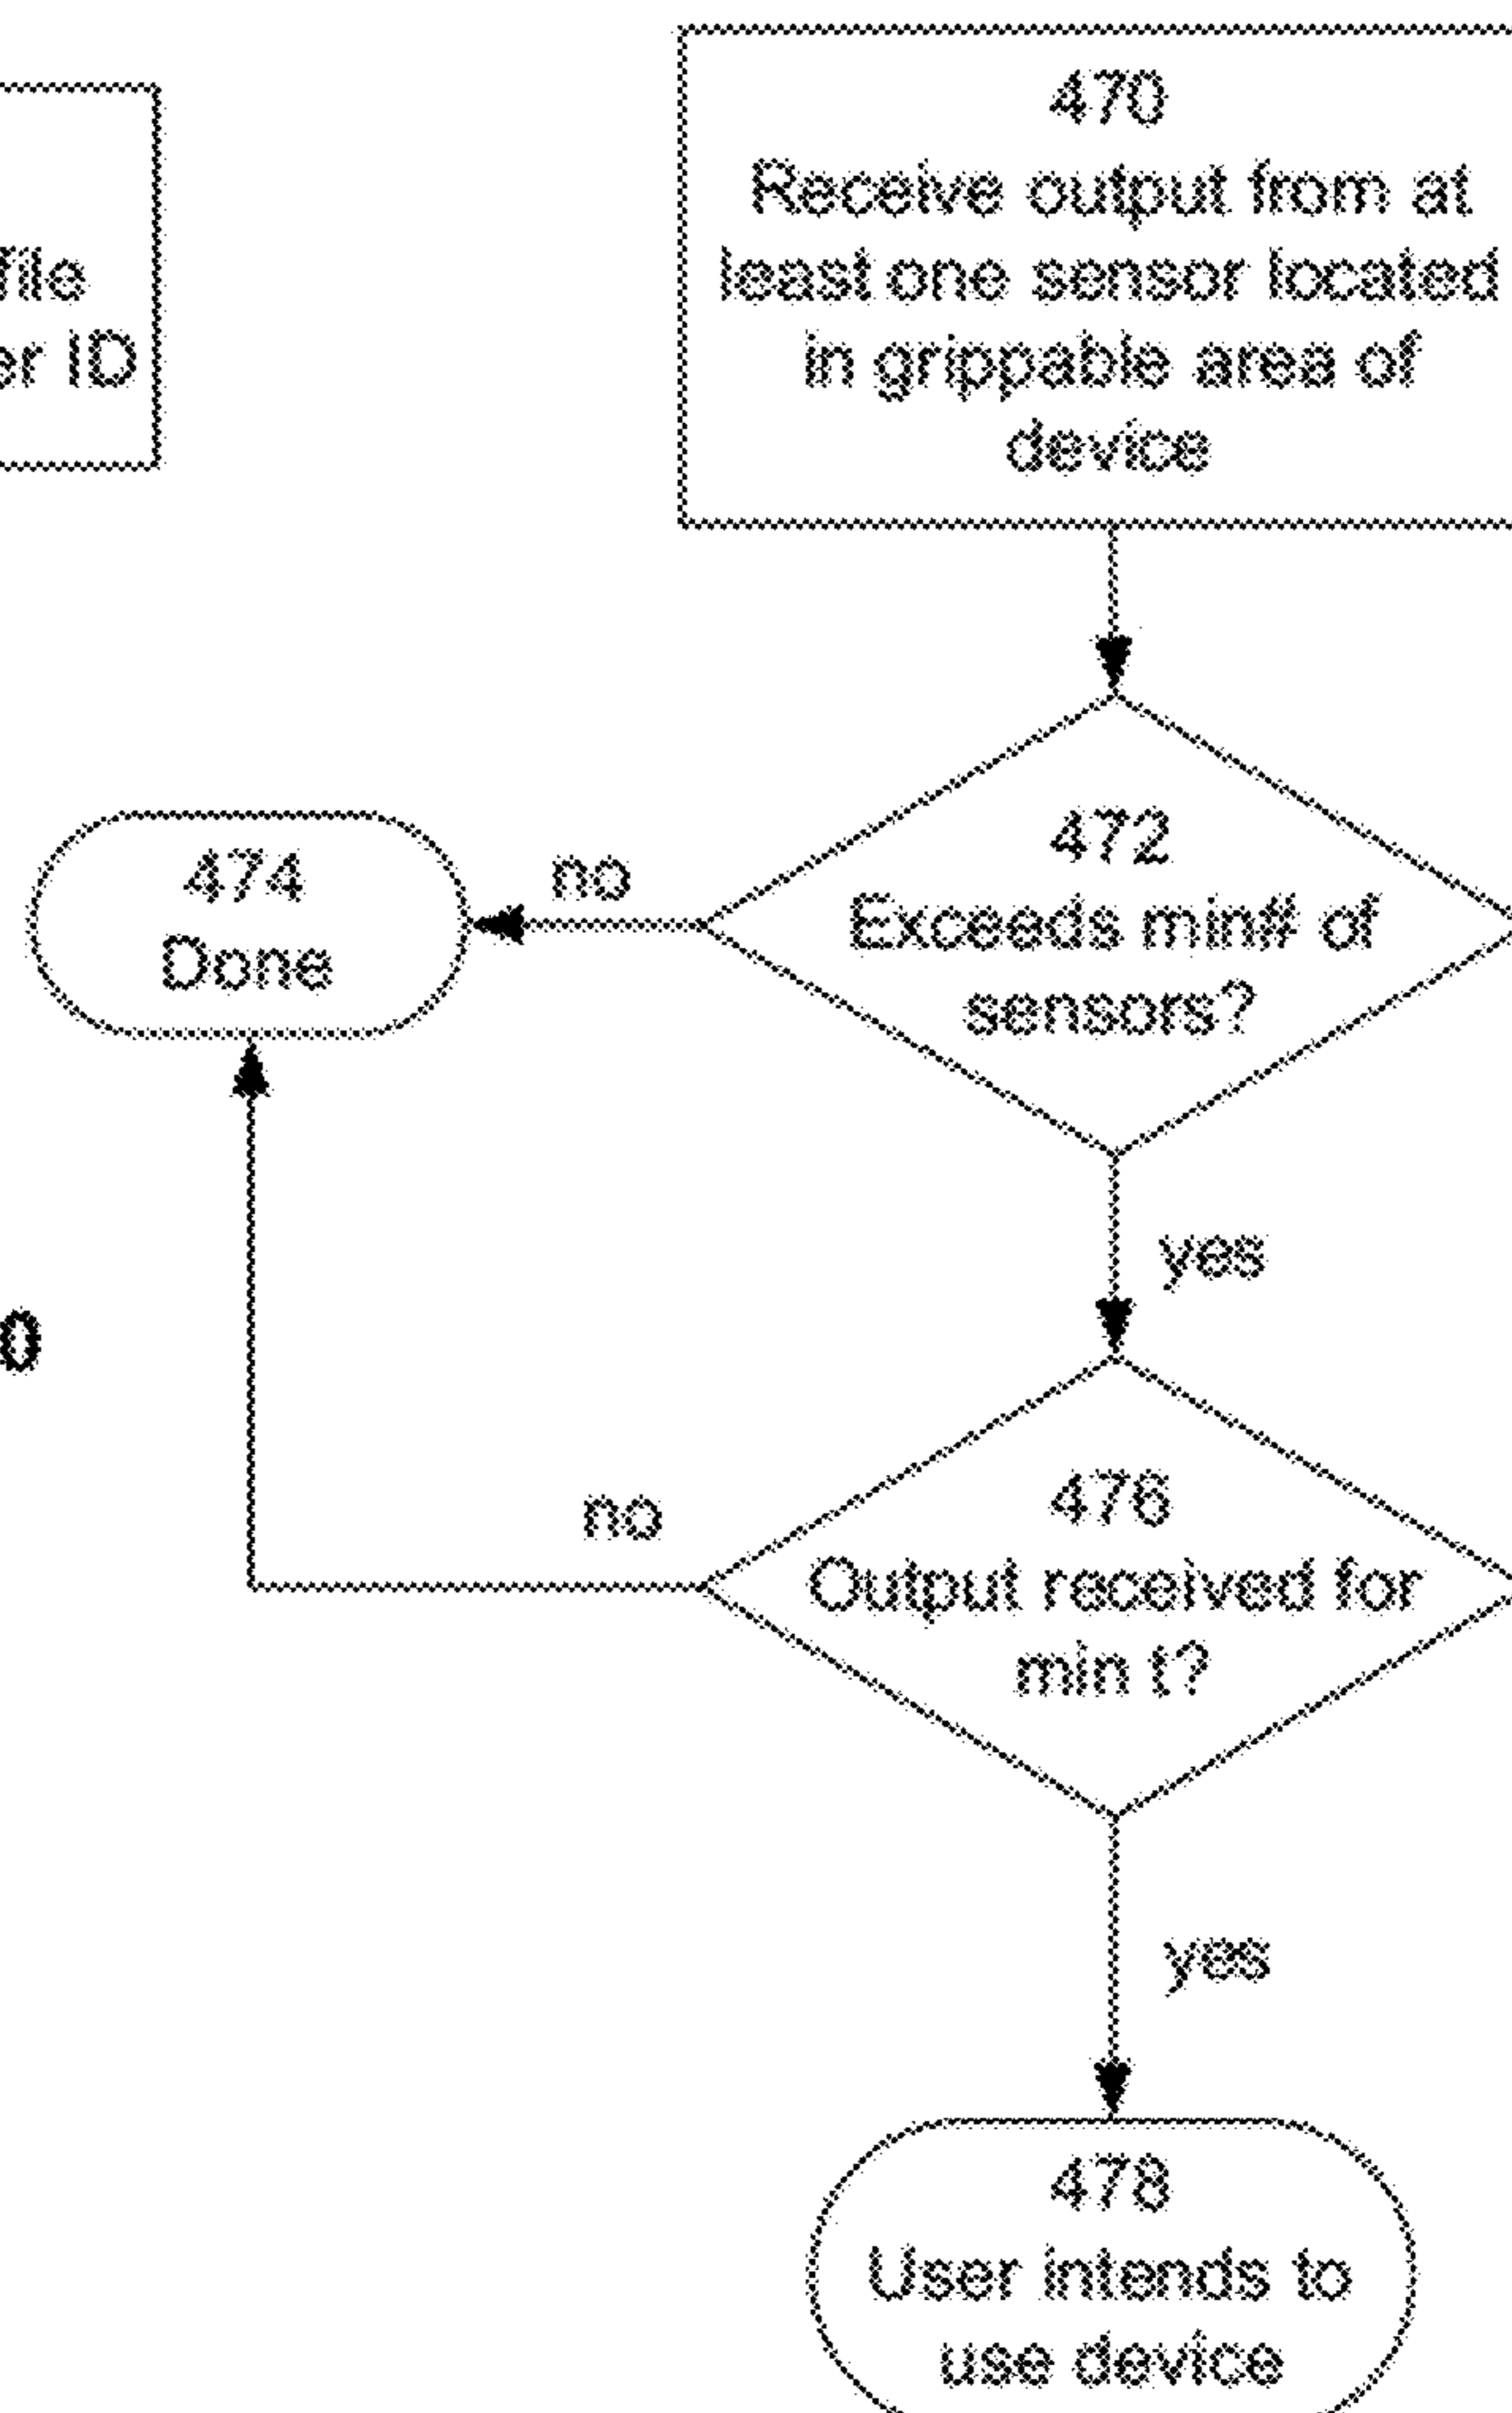 file
er ID
470
Receive output from at
least one sensor located
in grippable area of
device
472
Exceeds min# of
sensors?
no
474
Done
yes
0
476
Output received for
min t?
no
yes
478
User intends to
use device